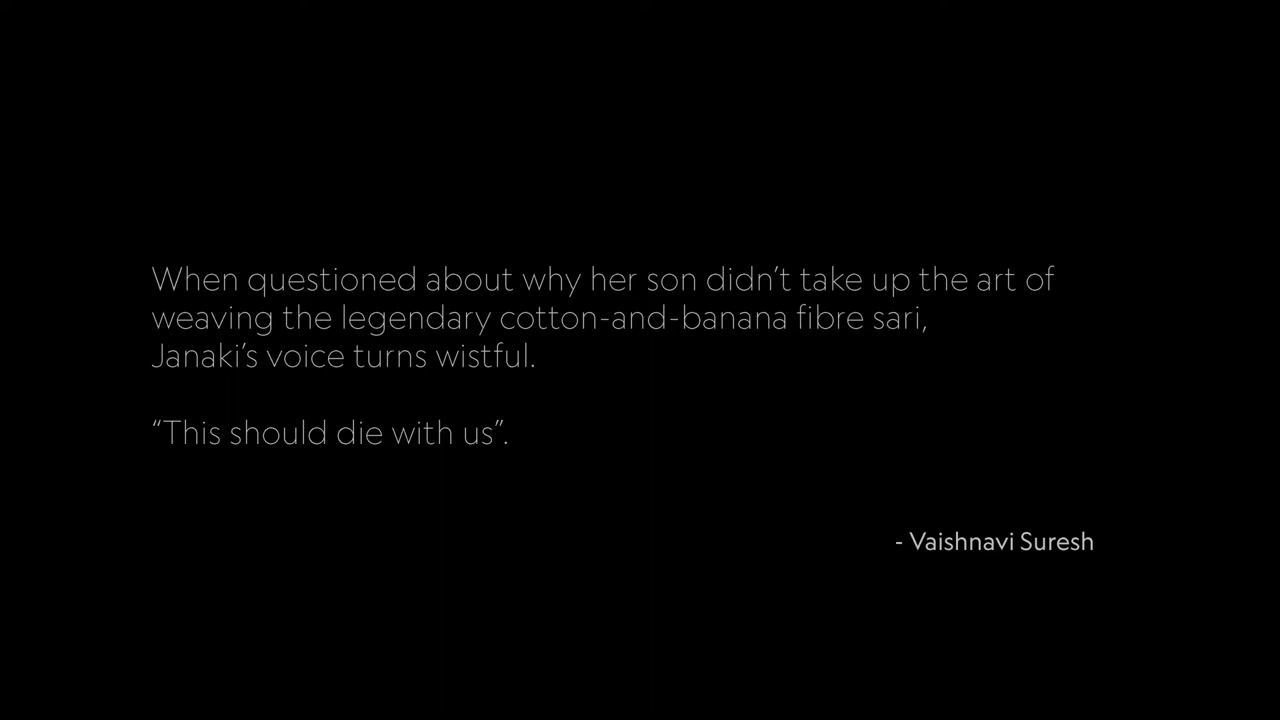 When questioned about why her son didn’t take up the art of
weaving the legendary cotton-and-banana fibre sari,
Janaki’s voice turns wistful.
“This should die with us”.
- Vaishnavi Suresh